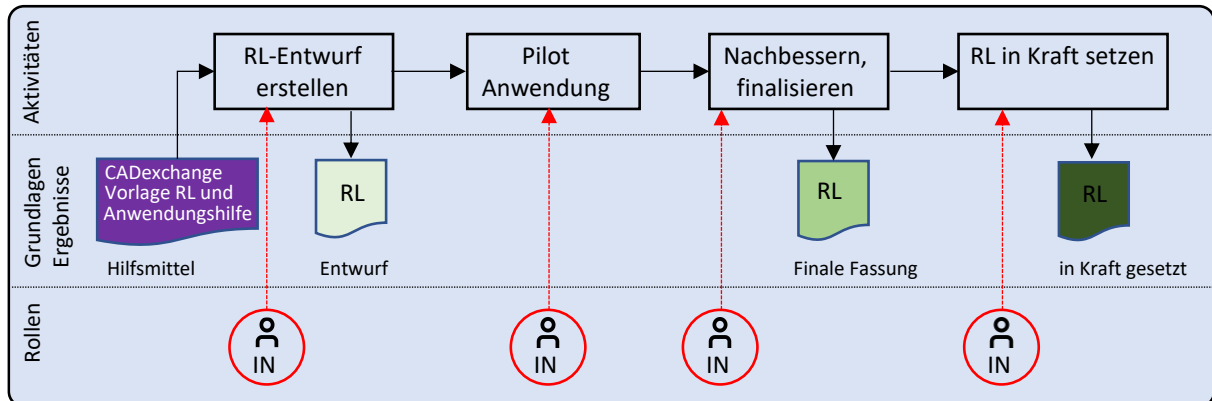 Aktivitäten
RL-Entwurf
erstellen
Pilot
Anwendung
Nachbessern,
finalisieren
RL in Kraft setzen
Grundlagen
Ergebnisse
CADexchange
Vorlage RL und
Anwendungshilfe
Hilfsmittel
RL
Entwurf
RL
Finale Fassung
RL
in Kraft gesetzt
Rollen
IN
IN
IN
IN